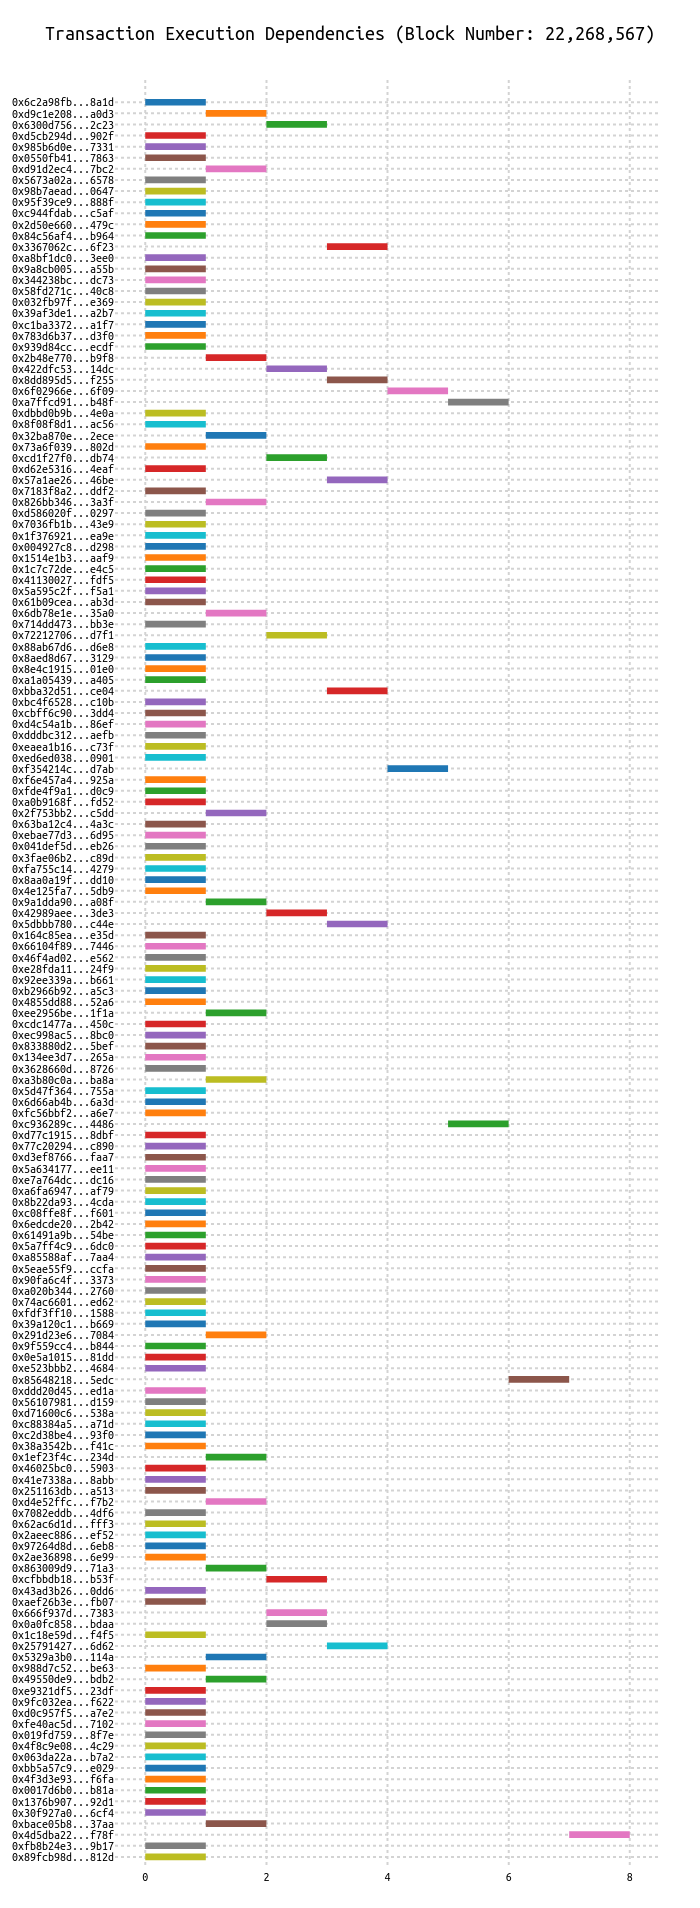 Transaction Execution Dependencies (Block Number: 22,268,567)
0x6c2a98fb...8a1d
0xd9c1e208...a0d3
0x6300d756...2c23
0xd5cb294d...902f
0x985b6d0e...7331
0x0550fb41...7863
0xd91d2ec4...7bc2
0x5673a02a...6578
0x98b7aead...0647
0x95f39ce9...888f
0xc944fdab...c5af
0x2d50e660...479c
0x84c56af4...b964
0x3367062c...6f23
0xa8bf1dc0...3ee0
0x9a8cb005...a55b
0x344238bc...dc73
0x58fd271c...40c8
0x032fb97f...e369
0x39af3de1...a2b7
0xc1ba3372...a1f7
0x783d6b37...d3f0
0x939d84cc...ecdf
0x2b48e770...b9f8
0x422dfc53...14dc
0x8dd895d5...f255
0x6f02966e...6f09
0xa7ffcd91...b48f
0xdbbd0b9b...4e0a
0x8f08f8d1...ac56
0x32ba870e...2ece
0x73a6f039...802d
0xcd1f27f0...db74
0xd62e5316...4eaf
0x57a1ae26...46be
0x7183f8a2...ddf2
0x826bb346...3a3f
0xd586020f...0297
0x7036fb1b...43e9
0x1f376921...ea9e
0x004927c8...d298
0x1514e1b3...aaf9
0x1c7c72de...e4c5
0x41130027...fdf5
0x5a595c2f...f5a1
0x61b09cea...ab3d
0x6db78e1e...35a0
0x714dd473...bb3e
0x72212706...d7f1
0x88ab67d6...d6e8
0x8aed8d67...3129
0x8e4c1915...01e0
0xa1a05439...a405
0xbba32d51...ce04
0xbc4f6528...c10b
0xcbff6c90...3dd4
0xd4c54a1b...86ef
0xdddbc312...aefb
0xeaea1b16...c73f
0xed6ed038...0901
0xf354214c...d7ab
0xf6e457a4...925a
0xfde4f9a1...d0c9
0xa0b9168f...fd52
0x2f753bb2...c5dd
0x63ba12c4...4a3c
0xebae77d3...6d95
0x041def5d...eb26
0x3fae06b2...c89d
0xfa755c14...4279
0x8aa0a19f...dd10
0x4e125fa7...5db9
0x9a1dda90...a08f
0x42989aee...3de3
0x5dbbb780...c44e
0x164c85ea...e35d
0x66104f89...7446
0x46f4ad02...e562
0xe28fda11...24f9
0x92ee339a...b661
0xb2966b92...a5c3
0x4855dd88...52a6
0xee2956be...1f1a
0xcdc1477a...450c
0xec998ac5...8bc0
0x833880d2...5bef
0x134ee3d7...265a
0x3628660d...8726
0xa3b80c0a...ba8a
0x5d47f364...755a
0x6d66ab4b...6a3d
0xfc56bbf2...a6e7
0xc936289c...4486
0xd77c1915...8dbf
0x77c20294...c890
0xd3ef8766...faa7
0x5a634177...ee11
0xe7a764dc...dc16
0xa6fa6947...af79
0x8b22da93...4cda
0xc08ffe8f...f601
0x6edcde20...2b42
0x61491a9b...54be
0x5a7ff4c9...6dc0
0xa85588af...7aa4
0x5eae55f9...ccfa
0x90fa6c4f...3373
0xa020b344...2760
0x74ac6601...ed62
0xfdf3ff10...1588
0x39a120c1...b669
0x291d23e6...7084
0x9f559cc4...b844
0x0e5a1015...81dd
0xe523bbb2...4684
0x85648218...5edc
0xddd20d45...ed1a
0x56107981...d159
0xd71600c6...538a
0xc88384a5...a71d
0xc2d38be4...93f0
0x38a3542b...f41c
0x1ef23f4c...234d
0x46025bc0...5903
0x41e7338a...8abb
0x251163db...a513
0xd4e52ffc...f7b2
0x7082eddb...4df6
0x62ac6d1d...fff3
0x2aeec886...ef52
0x97264d8d...6eb8
0x2ae36898...6e99
0x863009d9...71a3
0xcfbbdb18...b53f
0x43ad3b26...0dd6
0xaef26b3e...fb07
0x666f937d...7383
0x0a0fc858...bdaa
0x1c18e59d...f4f5
0x25791427...6d62
0x5329a3b0...114a
0x988d7c52...be63
0x49550de9...bdb2
0xe9321df5...23df
0x9fc032ea...f622
0xd0c957f5...a7e2
0xfe40ac5d...7102
0x019fd759...8f7e
0x4f8c9e08...4c29
0x063da22a...b7a2
0xbb5a57c9...e029
0x4f3d3e93...f6fa
0x0017d6b0...b81a
0x1376b907...92d1
0x30f927a0...6cf4
0xbace05b8...37aa
0x4d5dba22...f78f
0xfb8b24e3...9b17
0x89fcb98d...812d
0 2 4 6 8